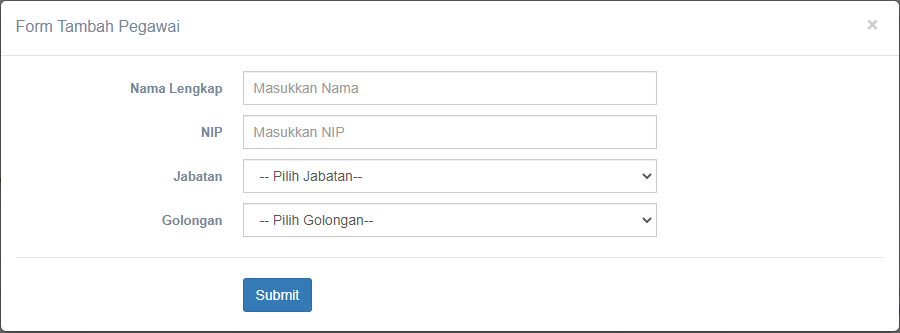 Form Tambah Pegawai ×
Nama Lengkap Masukkan Nama
NIP Masukkan NIP
Jabatan -- Pilih Jabatan--
Golongan -- Pilih Golongan--
Submit